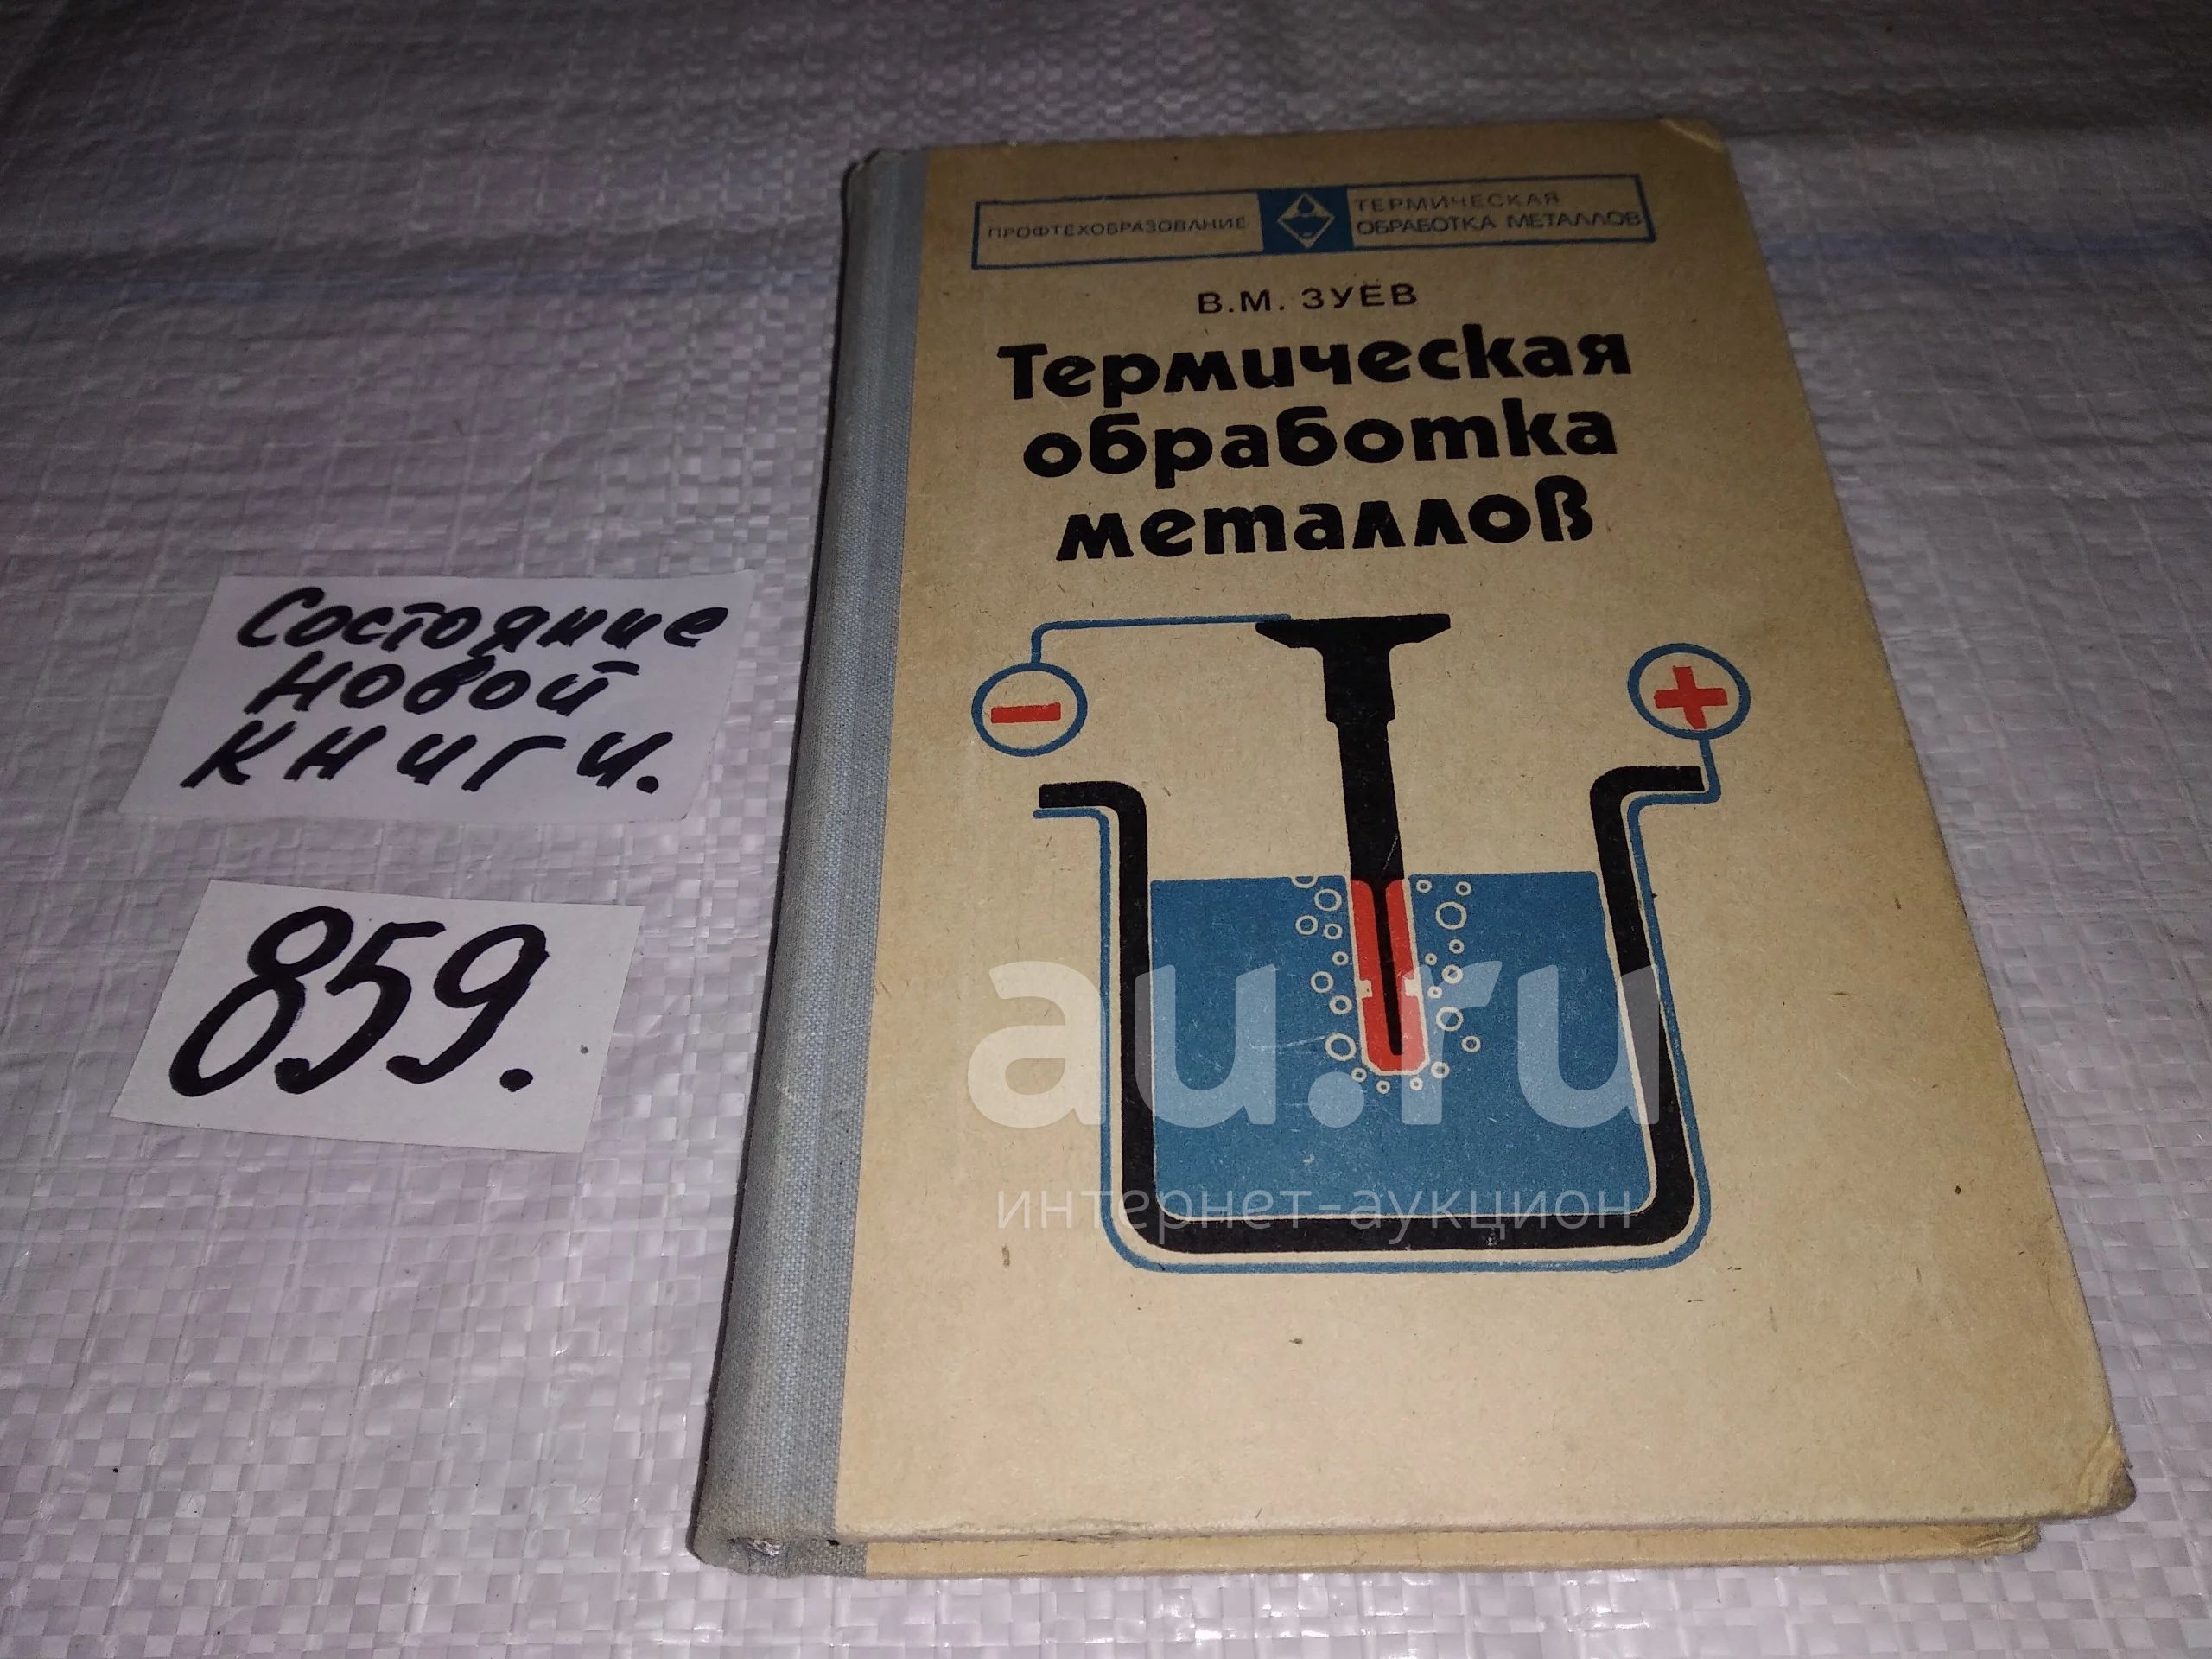 ПРОФТЕХОБРАЗОВАНИЕ
ТЕРМИЧЕСКАЯ
ОБРАБОТКА МЕТАЛЛОВ
В.М. ЗУЕВ
Термическая
обработка
металлов
Состояние
новой
книги.
859.
au.ru
интернет-аукцион